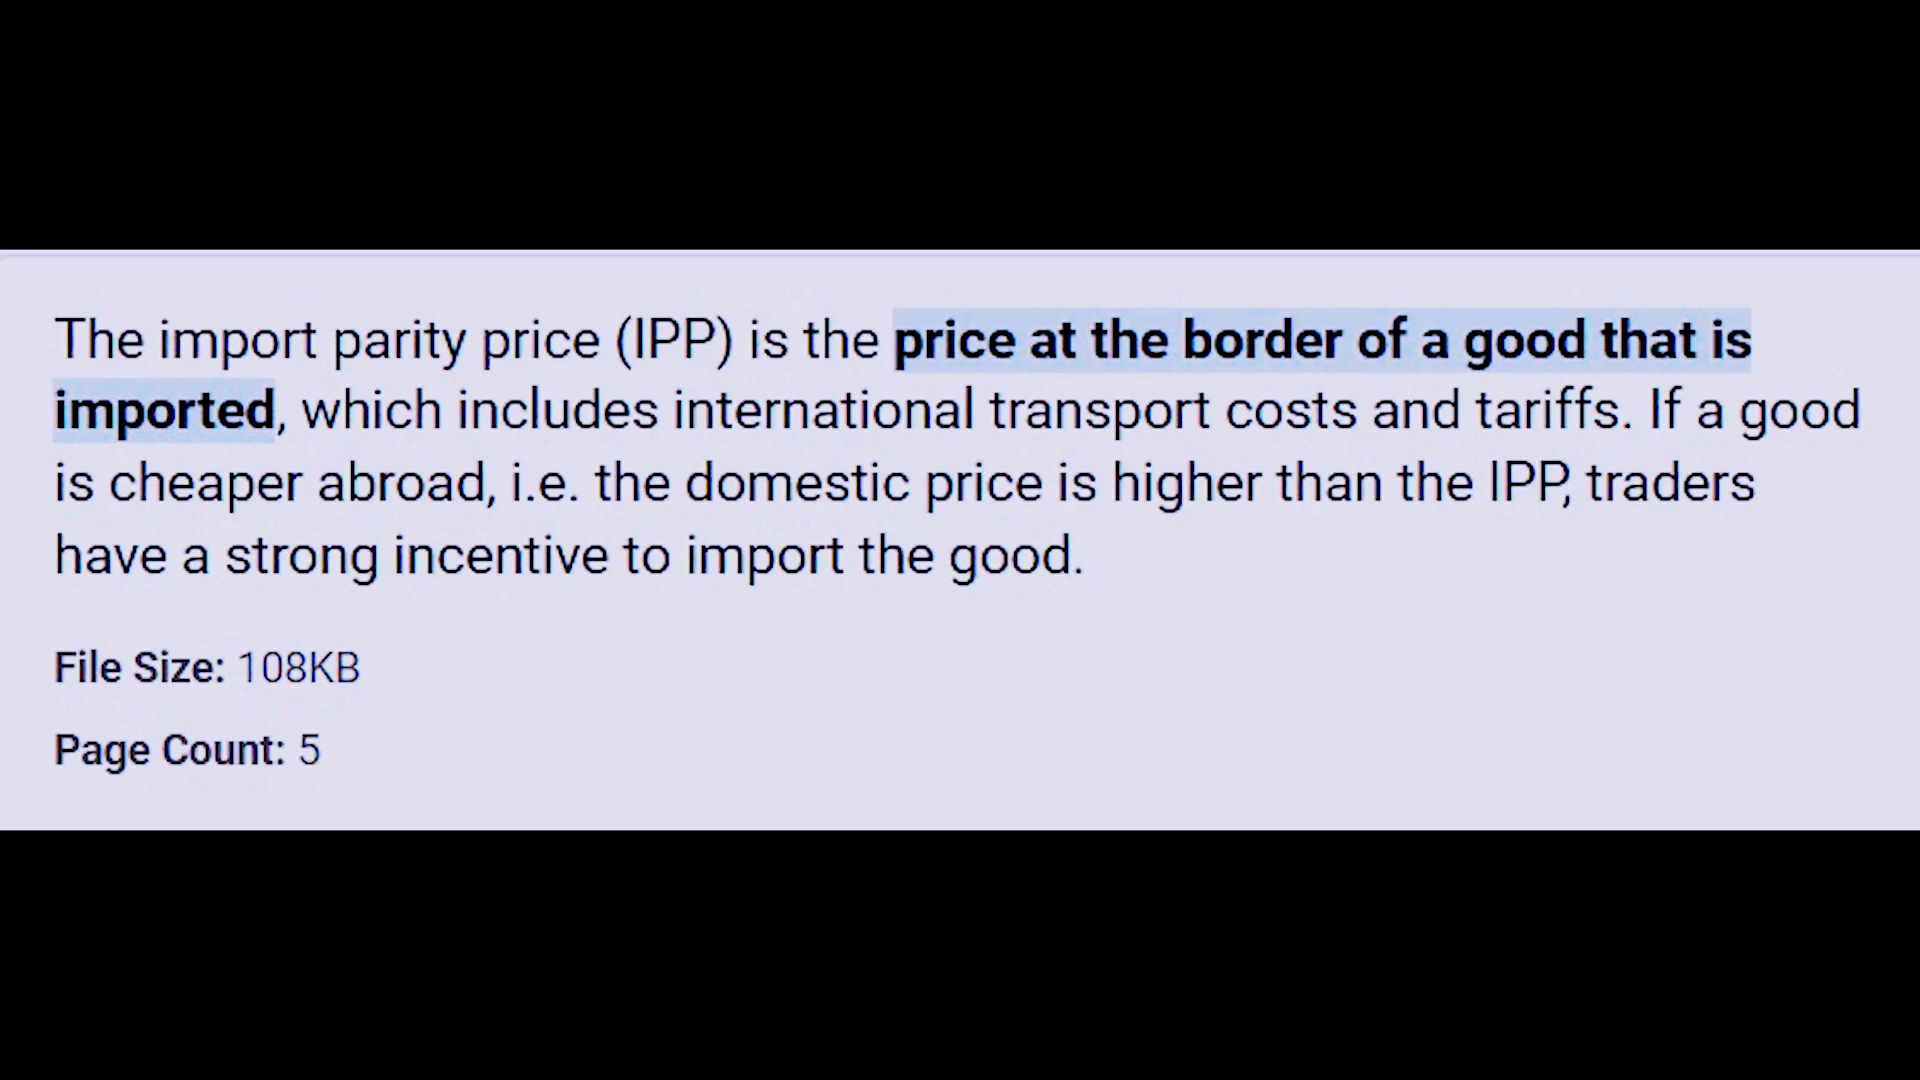 The import parity price (IPP) is the price at the border of a good that is
imported, which includes international transport costs and tariffs. If a good
is cheaper abroad, i.e. the domestic price is higher than the IPP, traders
have a strong incentive to import the good.
File Size: 108KB
Page Count: 5